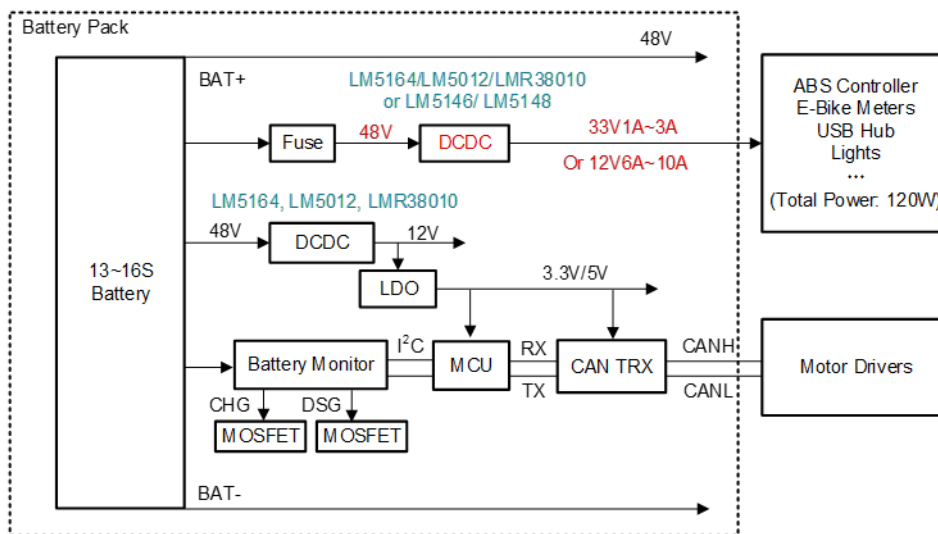 Battery Pack
48V
BAT+
LM5164/LM5012/LMR38010
or LM5146/ LM5148
Fuse
48V
DCDC
33V1A~3A
Or 12V6A~10A
ABS Controller
E-Bike Meters
USB Hub
Lights
...
(Total Power: 120W)
LM5164, LM5012, LMR38010
48V
DCDC
12V
LDO
3.3V/5V
13~16S
Battery
Battery Monitor
I²C
MCU
RX
TX
CAN TRX
CANH
CANL
Motor Drivers
CHG
DSG
MOSFET
MOSFET
BAT-